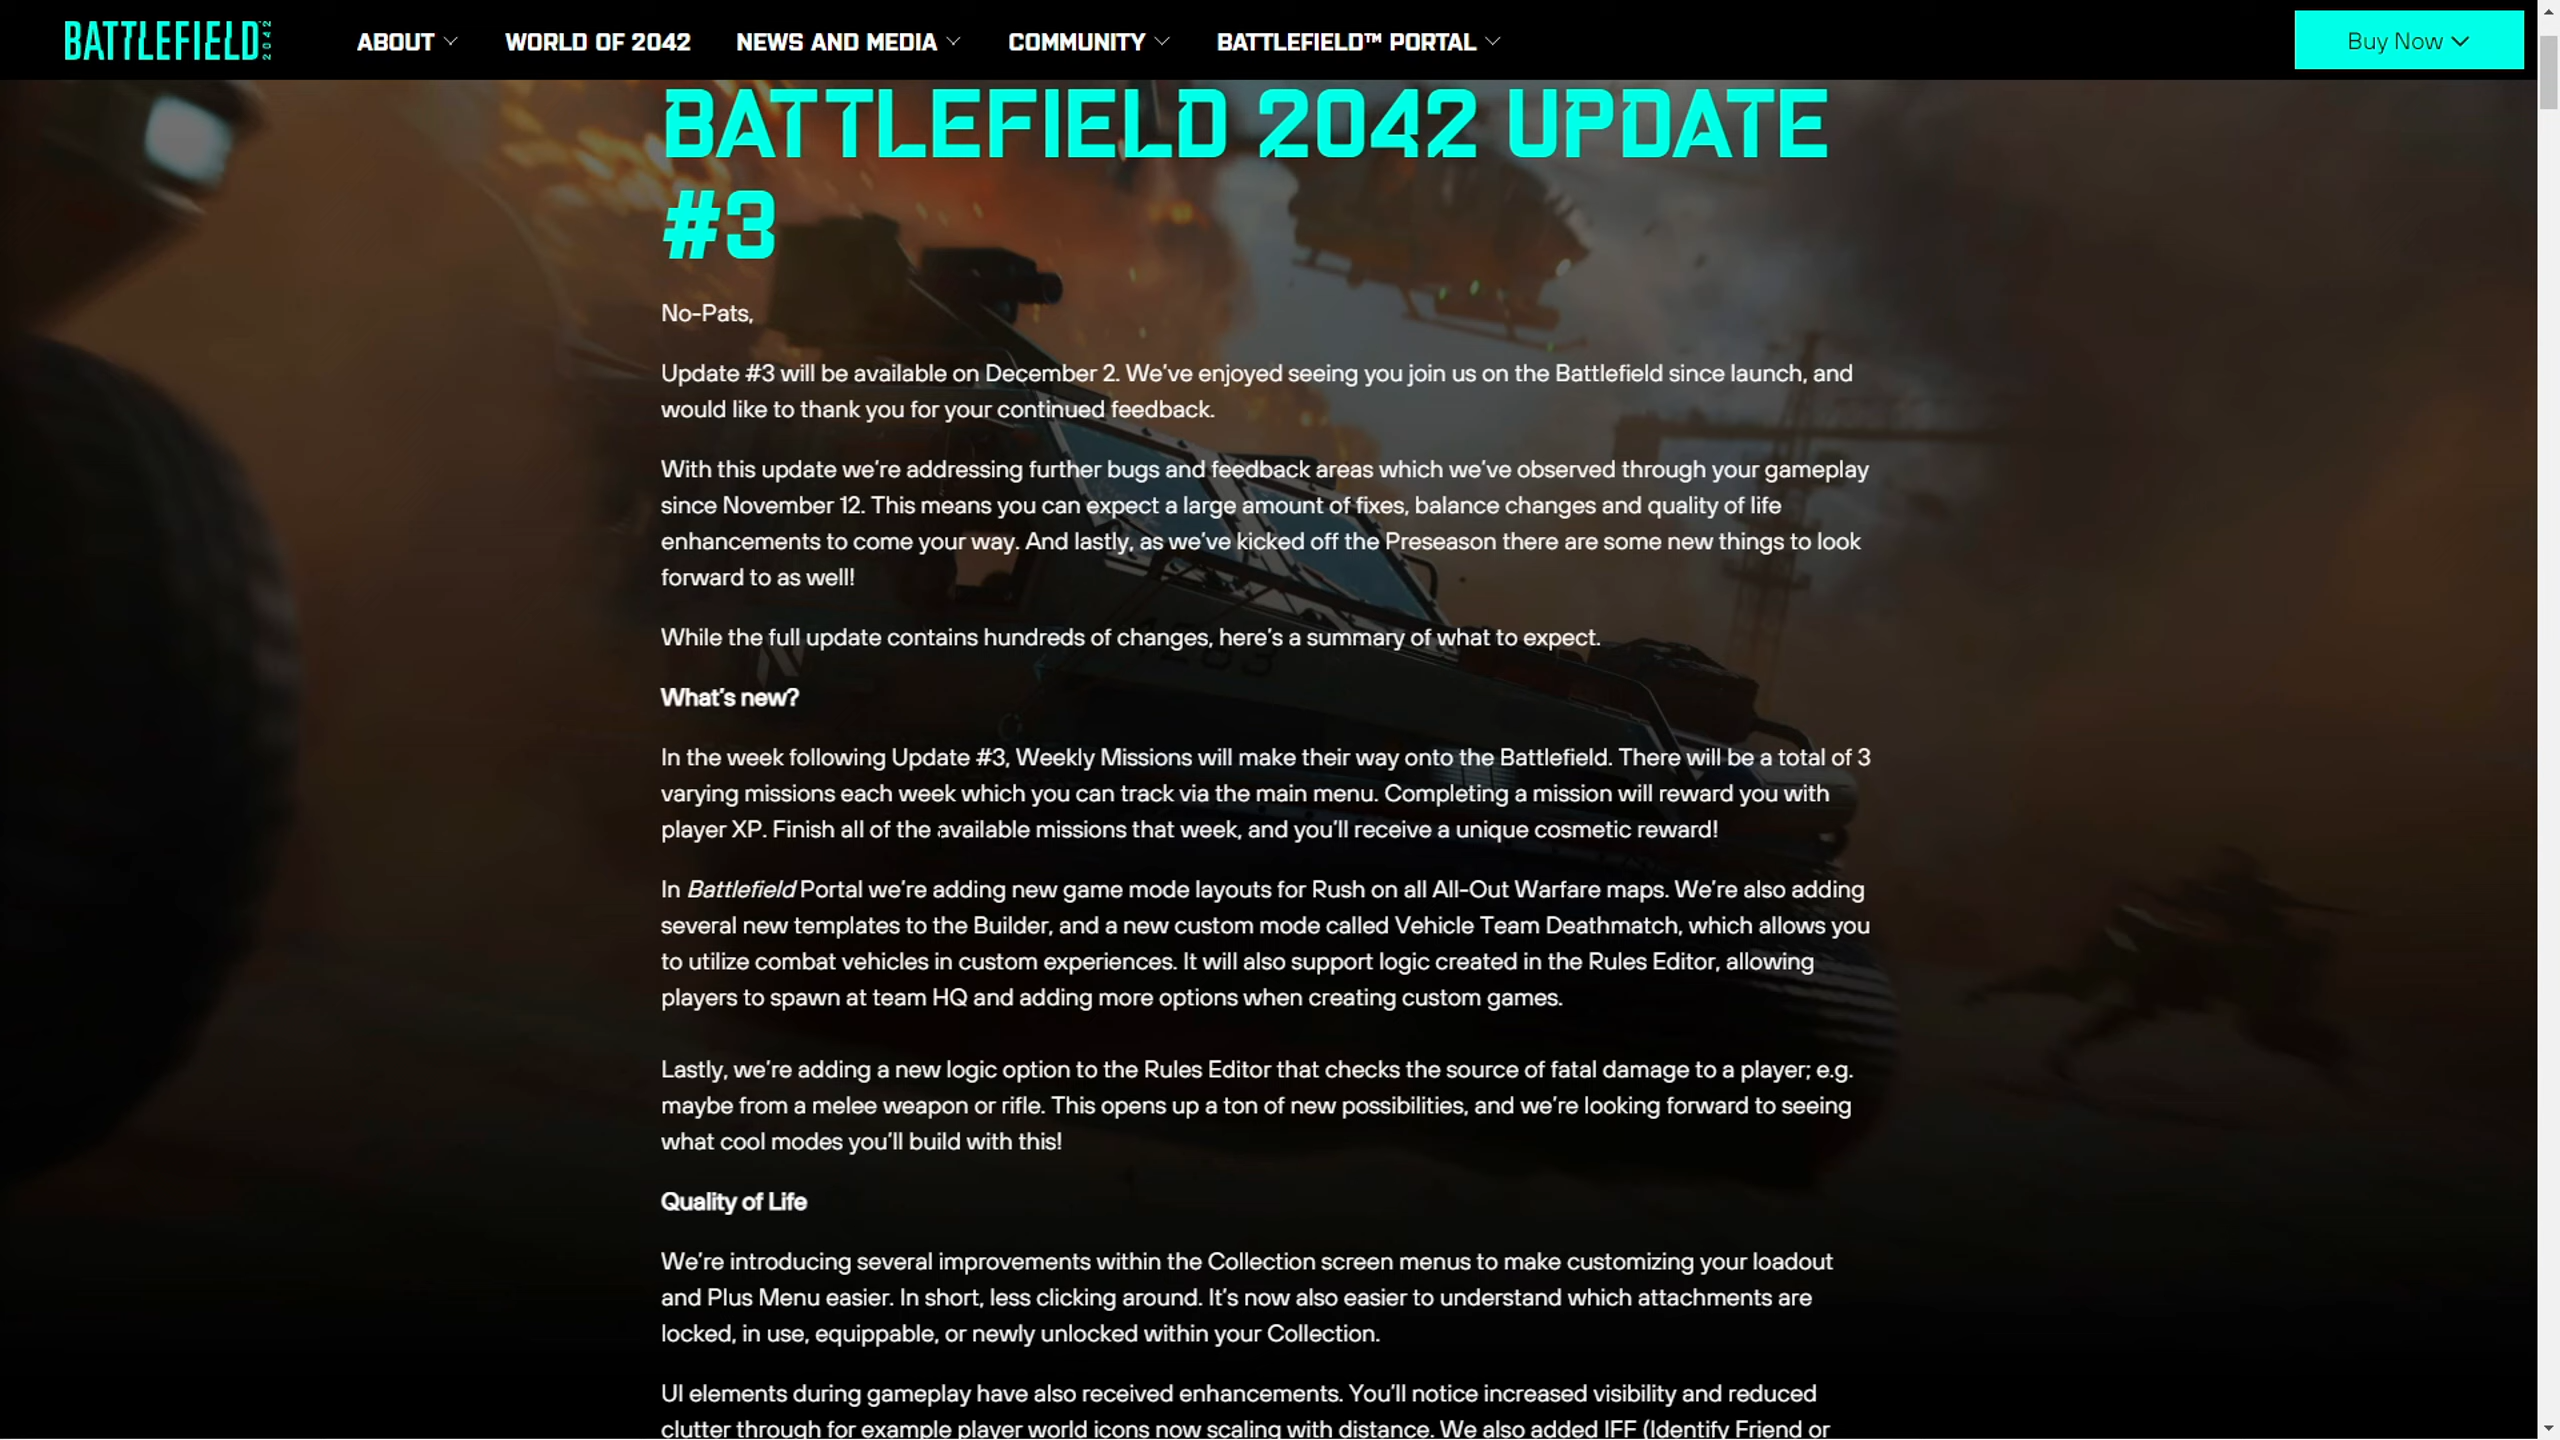 BATTLEFIELD 2042
ABOUT
WORLD OF 2042
NEWS AND MEDIA
COMMUNITY
BATTLEFIELD™ PORTAL
Buy Now
BATTLEFIELD 2042 UPDATE
#3
No-Pats,
Update #3 will be available on December 2. We've enjoyed seeing you join us on the Battlefield since launch, and
would like to thank you for your continued feedback.
With this update we're addressing further bugs and feedback areas which we've observed through your gameplay
since November 12. This means you can expect a large amount of fixes, balance changes and quality of life
enhancements to come your way. And lastly, as we've kicked off the Preseason there are some new things to look
forward to as well!
While the full update contains hundreds of changes, here's a summary of what to expect.
What's new?
In the week following Update #3, Weekly Missions will make their way onto the Battlefield. There will be a total of 3
varying missions each week which you can track via the main menu. Completing a mission will reward you with
player XP. Finish all of the available missions that week, and you'll receive a unique cosmetic reward!
In Battlefield Portal we're adding new game mode layouts for Rush on all All-Out Warfare maps. We're also adding
several new templates to the Builder, and a new custom mode called Vehicle Team Deathmatch, which allows you
to utilize combat vehicles in custom experiences. It will also support logic created in the Rules Editor, allowing
players to spawn at team HQ and adding more options when creating custom games.
Lastly, we're adding a new logic option to the Rules Editor that checks the source of fatal damage to a player; e.g.
maybe from a melee weapon or rifle. This opens up a ton of new possibilities, and we're looking forward to seeing
what cool modes you'll build with this!
Quality of Life
We're introducing several improvements within the Collection screen menus to make customizing your loadout
and Plus Menu easier. In short, less clicking around. It's now also easier to understand which attachments are
locked, in use, equippable, or newly unlocked within your Collection.
UI elements during gameplay have also received enhancements. You'll notice increased visibility and reduced
clutter through for example player world icons now scaling with distance. We also added IFF (Identify Friend or